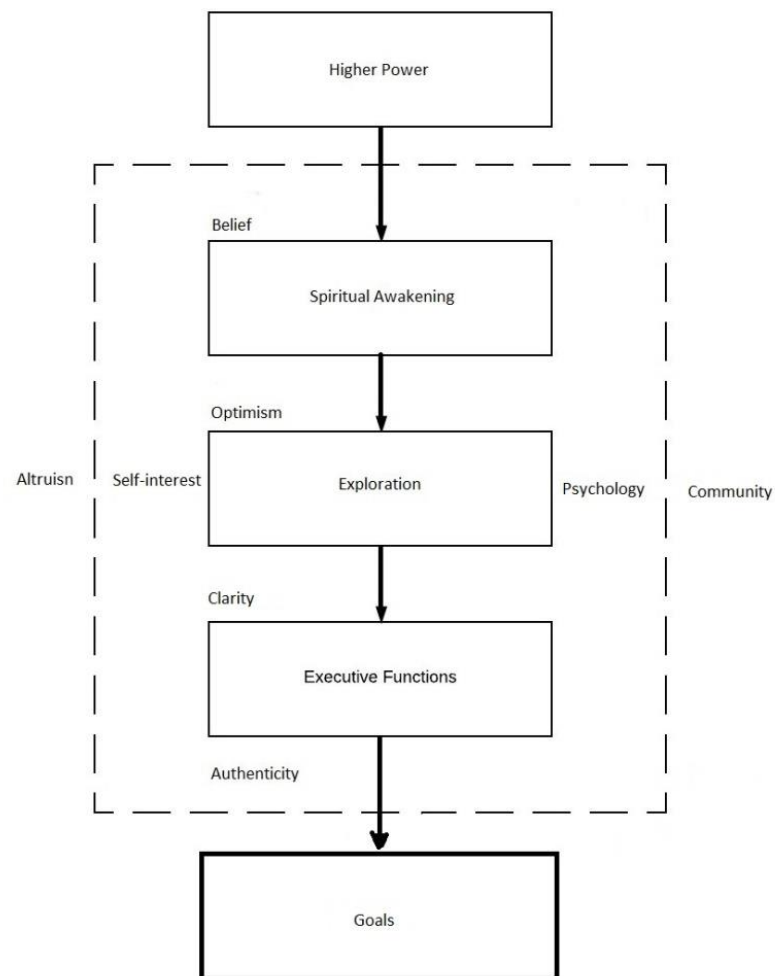 Higher Power
Belief
Spiritual Awakening
Optimism
Altruisn
Self-interest
Exploration
Psychology
Community
Clarity
Executive Functions
Authenticity
Goals